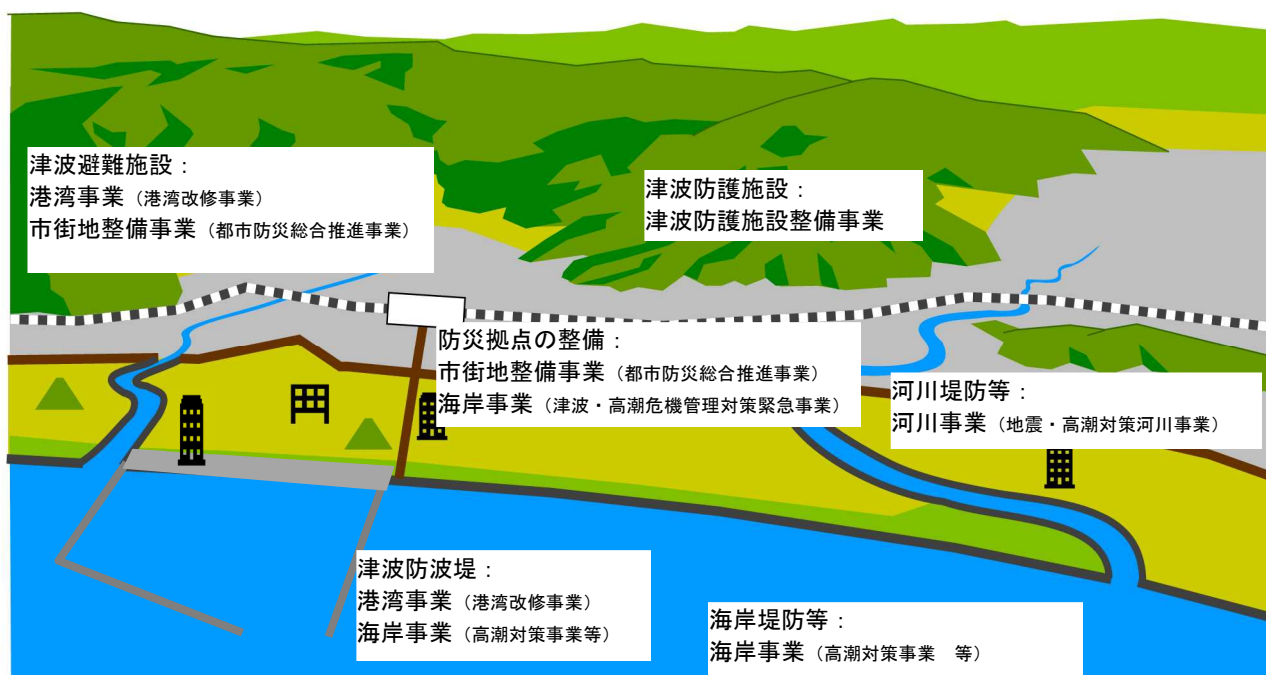 津波避難施設：
港湾事業（港湾改修事業）
市街地整備事業（都市防災総合推進事業）
津波防護施設：
津波防護施設整備事業
防災拠点の整備：
市街地整備事業（都市防災総合推進事業）
海岸事業（津波・高潮危機管理対策緊急事業）
河川堤防等：
河川事業（地震・高潮対策河川事業）
津波防波堤：
港湾事業（港湾改修事業）
海岸事業（高潮対策事業等）
海岸堤防等：
海岸事業（高潮対策事業　等）